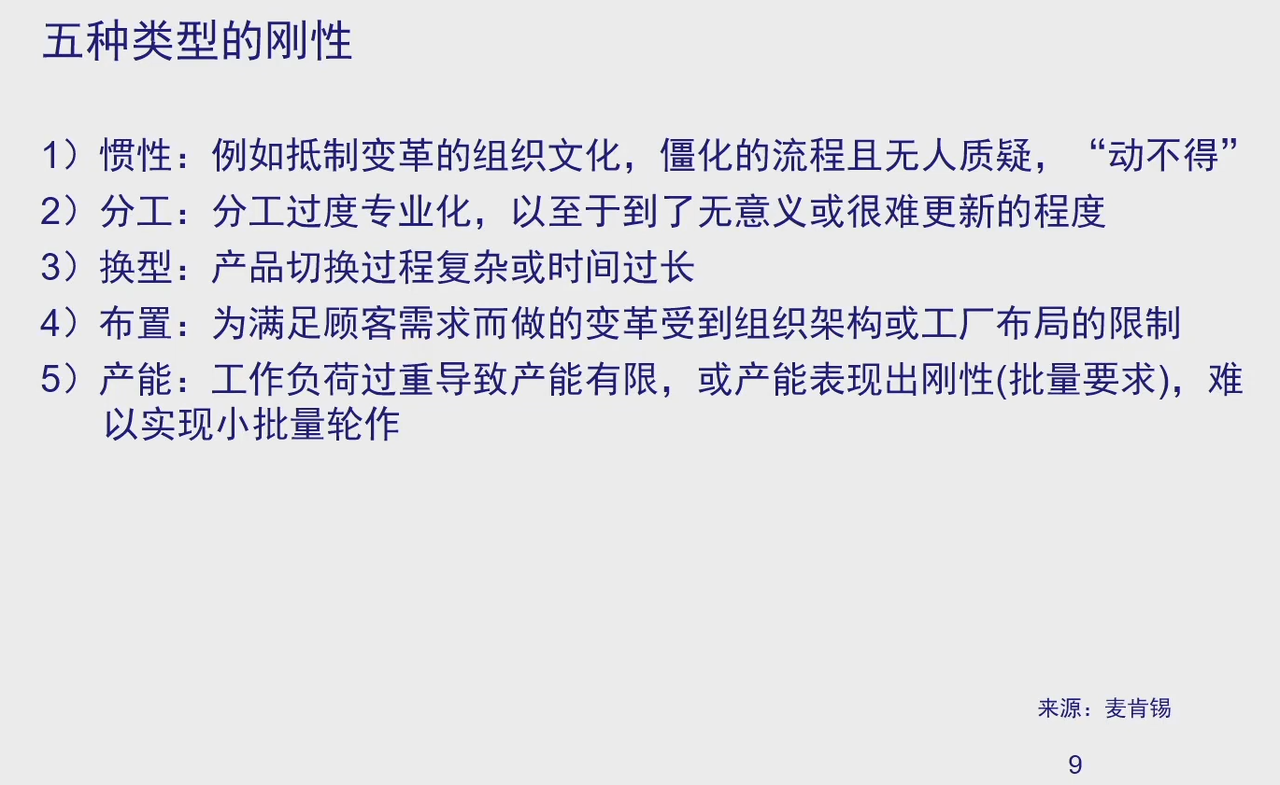 五种类型的刚性
1）惯性：例如抵制变革的组织文化，僵化的流程且无人质疑，“动不得”
2）分工：分工过度专业化，以至于到了无意义或很难更新的程度
3）换型：产品切换过程复杂或时间过长
4）布置：为满足顾客需求而做的变革受到组织架构或工厂布局的限制
5）产能：工作负荷过重导致产能有限，或产能表现出刚性(批量要求)，难
以实现小批量轮作
来源：麦肯锡
9